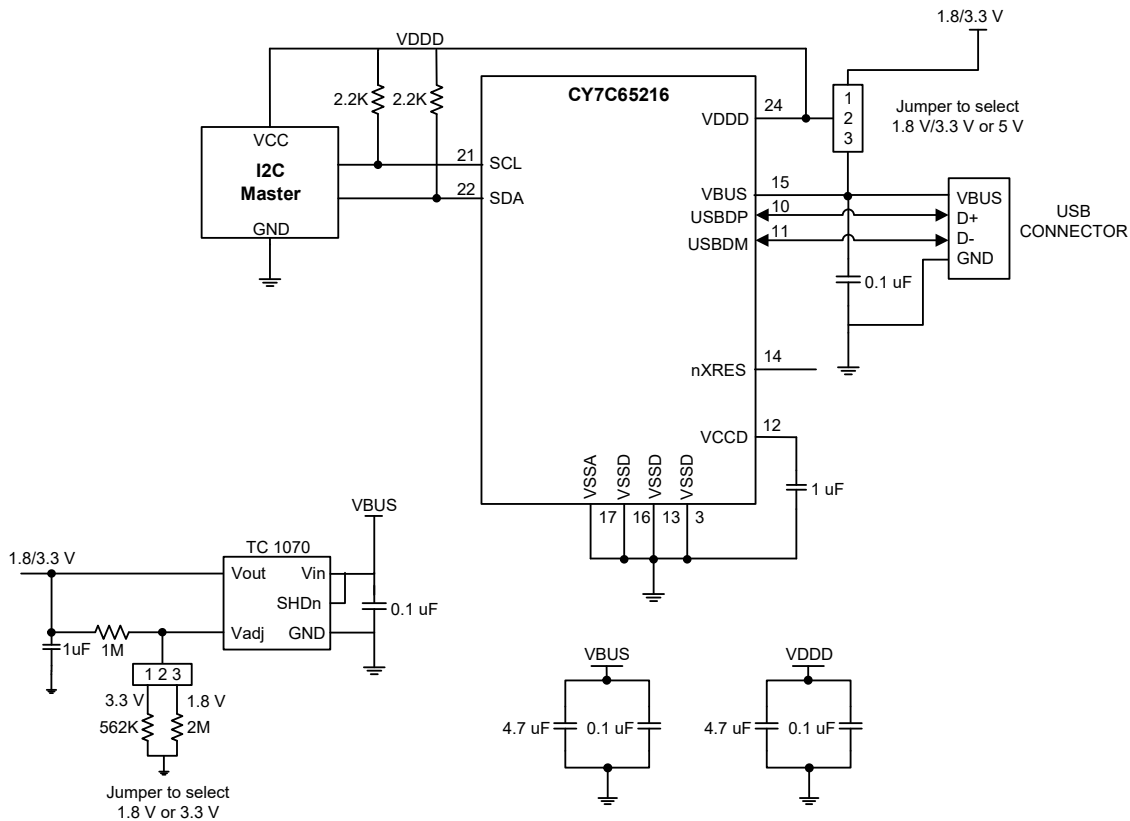 1.8/3.3 V
VDDD
CY7C65216
2.2K
2.2K
VCC
I2C
Master
GND
21
SCL
22
SDA
VDDD
24
1
2
3
Jumper to select
1.8 V/3.3 V or 5 V
VBUS
15
USBDP
10
USBDM
11
VBUS
D+
D-
GND
USB
CONNECTOR
0.1 uF
nXRES
14
VCCD
12
1 uF
VSSA
VSSD
VSSD
VSSD
17
16
13
3
VBUS
TC 1070
1.8/3.3 V
Vout
Vin
SHDn
Vadj
GND
0.1 uF
1uF
1M
1 2 3
3.3 V
1.8 V
562K
2M
Jumper to select
1.8 V or 3.3 V
VBUS
4.7 uF
0.1 uF
VDDD
4.7 uF
0.1 uF